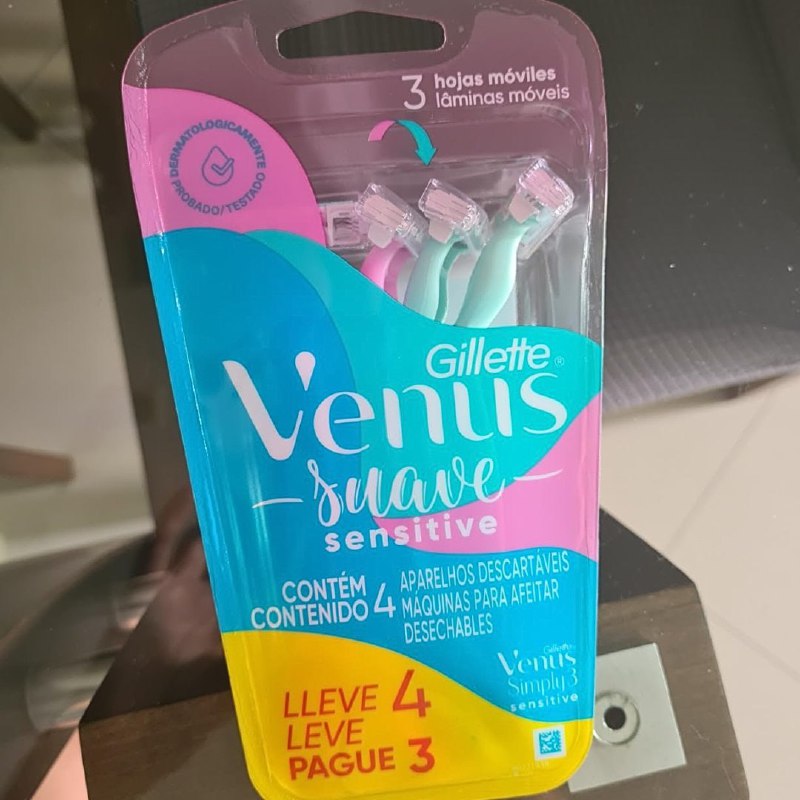 3 hojas móviles
lâminas móveis
DERMATOLOGICAMENTE
PROBADO/TESTADO
Gillette®
Venus
suave
sensitive
CONTÉM
CONTENIDO 4
APARELHOS DESCARTÁVEIS
MÁQUINAS PARA AFEITAR
DESECHABLES
Gillette
Venus
Simply3
sensitive
LLEVE 4
LEVE
PAGUE 3